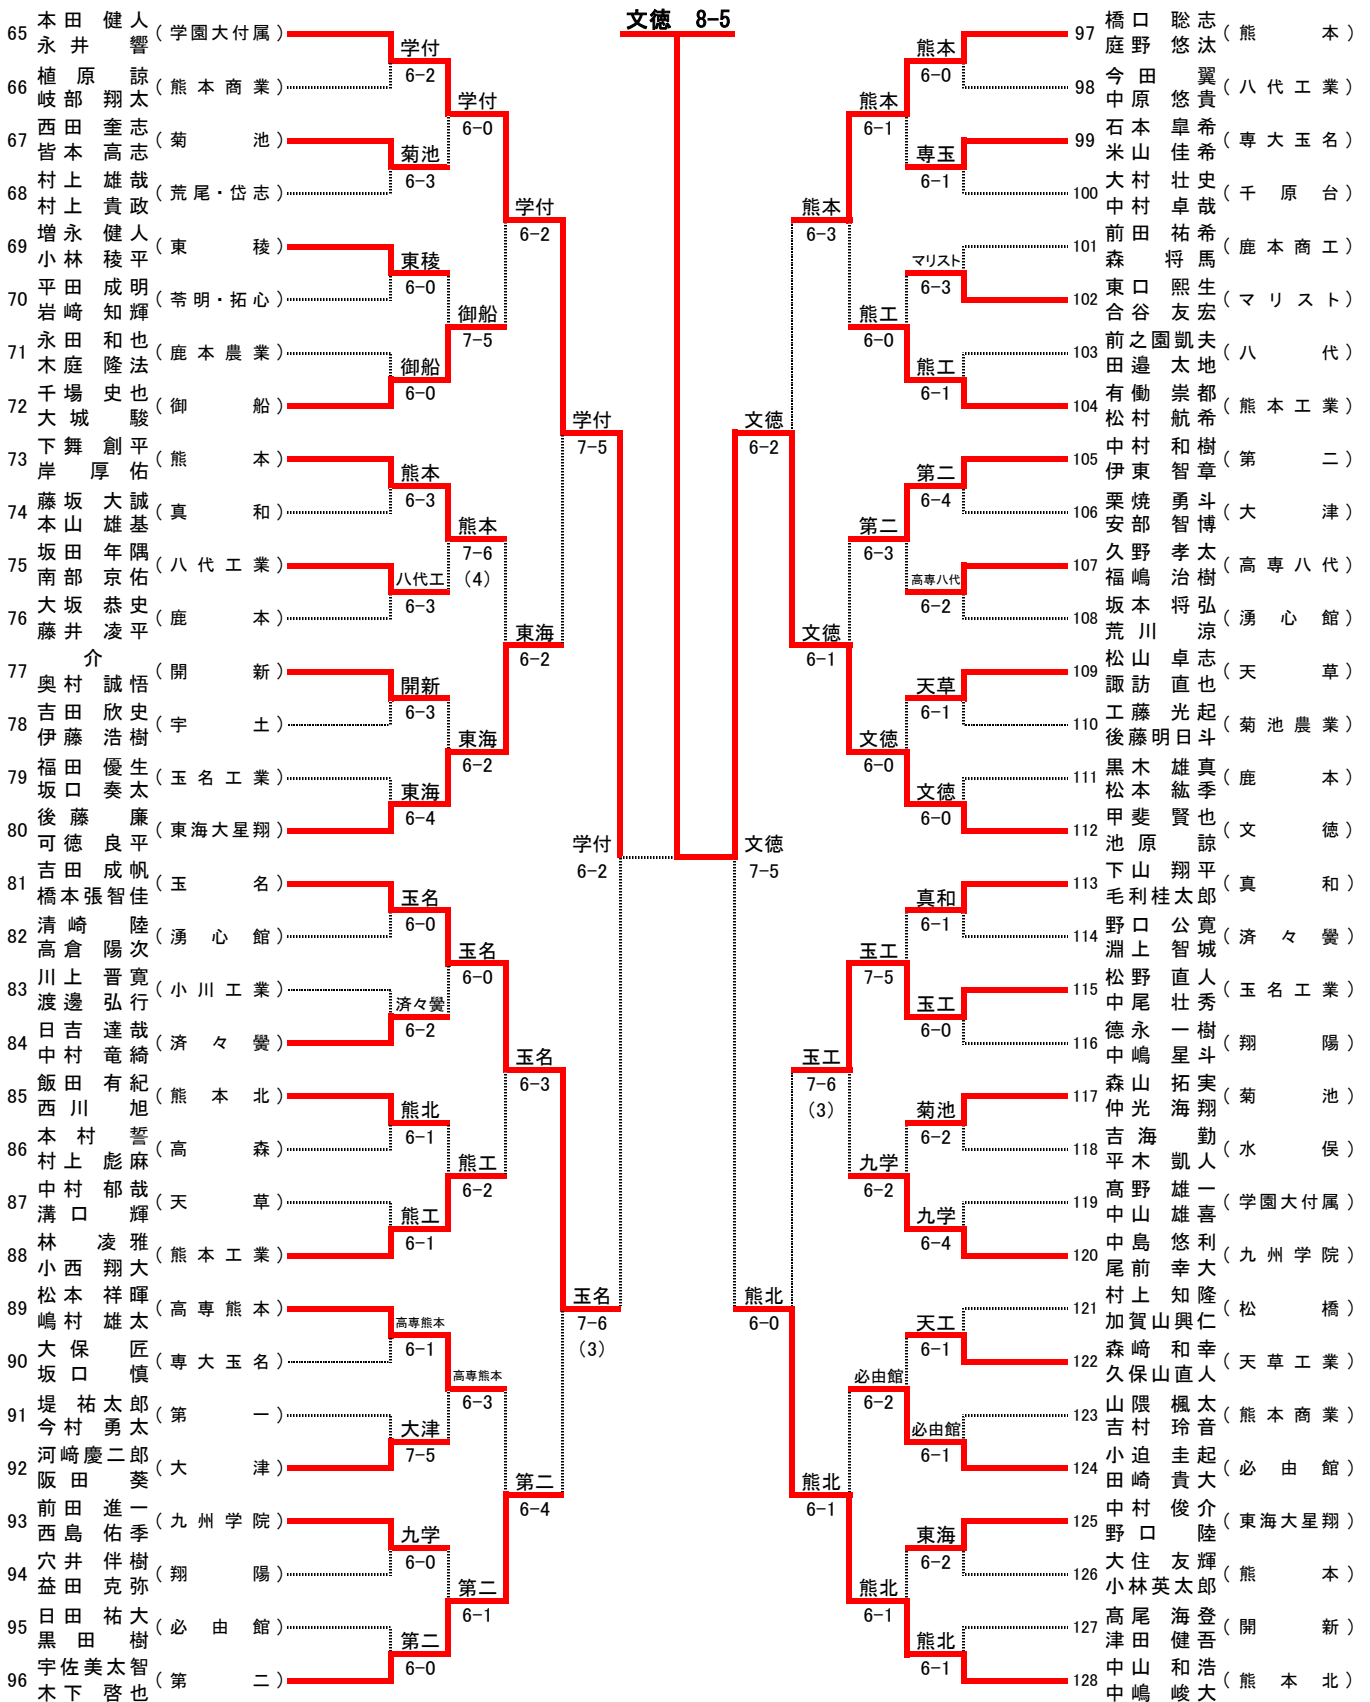 文徳 8-5
65 本田 健人 永井 響 (学園大付属)
66 植原 諒 岐部 翔太 (熊本商業)
67 西田 奎志 皆本 高志 (菊池)
68 村上 雄哉 村上 貴政 (荒尾・岱志)
69 増永 健人 小林 稜平 (東稜)
70 平田 成明 岩﨑 知輝 (苓明・拓心)
71 永田 和也 木庭 隆法 (鹿本農業)
72 千場 史也 大城 駿 (御船)
73 下舞 創平 岸 厚佑 (熊本)
74 藤坂 大誠 本山 雄基 (真和)
75 坂田 年隅 南部 京佑 (八代工業)
76 大坂 恭史 藤井 凌平 (鹿本)
77 介 奥村 誠悟 (開新)
78 吉田 欣史 伊藤 浩樹 (宇土)
79 福田 優生 坂口 奏太 (玉名工業)
80 後藤 廉 可徳 良平 (東海大星翔)
81 吉田 成帆 橋本張智佳 (玉名)
82 清崎 陸 高倉 陽次 (湧心館)
83 川上 晋寛 渡邊 弘行 (小川工業)
84 日吉 達哉 中村 竜綺 (済々黌)
85 飯田 有紀 西川 旭 (熊本北)
86 本村 誓 村上 彪麻 (高森)
87 中村 郁哉 溝口 輝 (天草)
88 林 凌雅 小西 翔大 (熊本工業)
89 松本 祥暉 嶋村 雄太 (高専熊本)
90 大保 匠 坂口 慎 (専大玉名)
91 堤 祐太郎 今村 勇太 (第一)
92 河﨑慶二郎 阪田 葵 (大津)
93 前田 進一 西島 佑季 (九州学院)
94 穴井 伴樹 益田 克弥 (翔陽)
95 日田 祐大 黒田 樹 (必由館)
96 宇佐美太智 木下 啓也 (第二)
学付 6-2
菊池 6-3
東稜 6-0
御船 6-0
熊本 6-3
八代工 6-3
開新 6-3
東海 6-4
玉名 6-0
済々黌 6-2
熊北 6-1
熊工 6-1
高専熊本 6-1
大津 7-5
九学 6-0
第二 6-0
学付 6-0
御船 7-5
熊本 7-6 (4)
東海 6-2
玉名 6-0
熊工 6-2
高専熊本 6-3
第二 6-1
学付 6-2
東海 6-2
玉名 6-3
第二 6-4
学付 7-5
玉名 7-6 (3)
学付 6-2
文徳 7-5
文徳 6-2
熊北 6-0
熊本 6-3
文徳 6-1
玉工 7-6 (3)
熊北 6-1
熊本 6-1
熊工 6-0
第二 6-3
文徳 6-0
玉工 7-5
九学 6-2
必由館 6-2
熊北 6-1
熊本 6-0
専玉 6-1
マリスト 6-3
熊工 6-1
第二 6-4
高専八代 6-2
天草 6-1
文徳 6-0
真和 6-1
玉工 6-0
菊池 6-2
九学 6-4
天工 6-1
必由館 6-1
東海 6-2
熊北 6-1
97 橋口 聡志 庭野 悠汰 (熊本)
98 今田 翼 中原 悠貴 (八代工業)
99 石本 皐希 米山 佳希 (専大玉名)
100 大村 壮史 中村 卓哉 (千原台)
101 前田 祐希 森 将馬 (鹿本商工)
102 東口 熙生 合谷 友宏 (マリスト)
103 前之園凱夫 田邉 太地 (八代)
104 有働 崇都 松村 航希 (熊本工業)
105 中村 和樹 伊東 智章 (第二)
106 栗焼 勇斗 安部 智博 (大津)
107 久野 孝太 福嶋 治樹 (高専八代)
108 坂本 将弘 荒川 涼 (湧心館)
109 松山 卓志 諏訪 直也 (天草)
110 工藤 光起 後藤明日斗 (菊池農業)
111 黒木 雄真 松本 紘季 (鹿本)
112 甲斐 賢也 池原 諒 (文徳)
113 下山 翔平 毛利桂太郎 (真和)
114 野口 公寛 淵上 智城 (済々黌)
115 松野 直人 中尾 壮秀 (玉名工業)
116 德永 一樹 中嶋 星斗 (翔陽)
117 森山 拓実 仲光 海翔 (菊池)
118 吉海 勤 平木 凱人 (水俣)
119 髙野 雄一 中山 雄喜 (学園大付属)
120 中島 悠利 尾前 幸大 (九州学院)
121 村上 知隆 加賀山興仁 (松橋)
122 森﨑 和幸 久保山直人 (天草工業)
123 山隈 楓太 吉村 玲音 (熊本商業)
124 小迫 圭起 田崎 貴大 (必由館)
125 中村 俊介 野口 陸 (東海大星翔)
126 大住 友輝 小林英太郎 (熊本)
127 髙尾 海登 津田 健吾 (開新)
128 中山 和浩 中嶋 峻大 (熊本北)